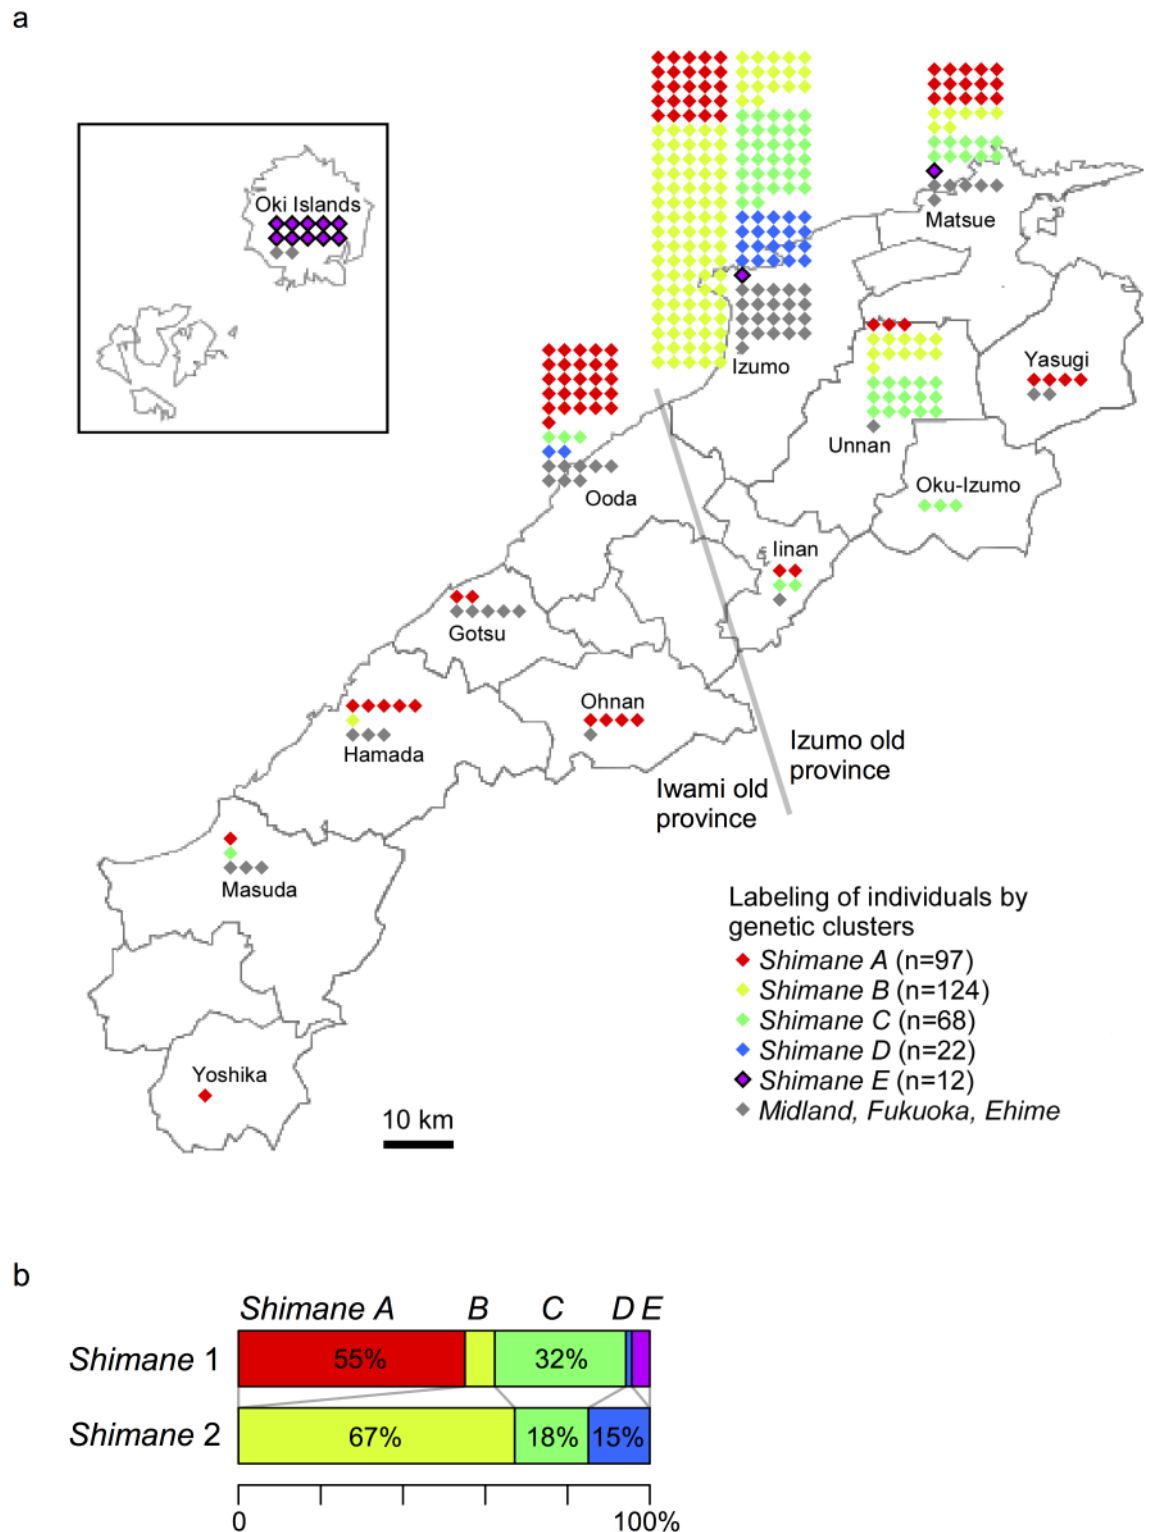 a
Oki Islands
Matsue
Izumo
Yasugi
Unnan
Oku-Izumo
Ooda
Iinan
Gotsu
Ohnan
Hamada
Izumo old
province
Iwami old
province
Masuda
Yoshika
10 km
Labeling of individuals by
genetic clusters
Shimane A (n=97)
Shimane B (n=124)
Shimane C (n=68)
Shimane D (n=22)
Shimane E (n=12)
Midland, Fukuoka, Ehime
b
Shimane A B C D E
Shimane 1 55% 32%
Shimane 2 67% 18% 15%
0 100%